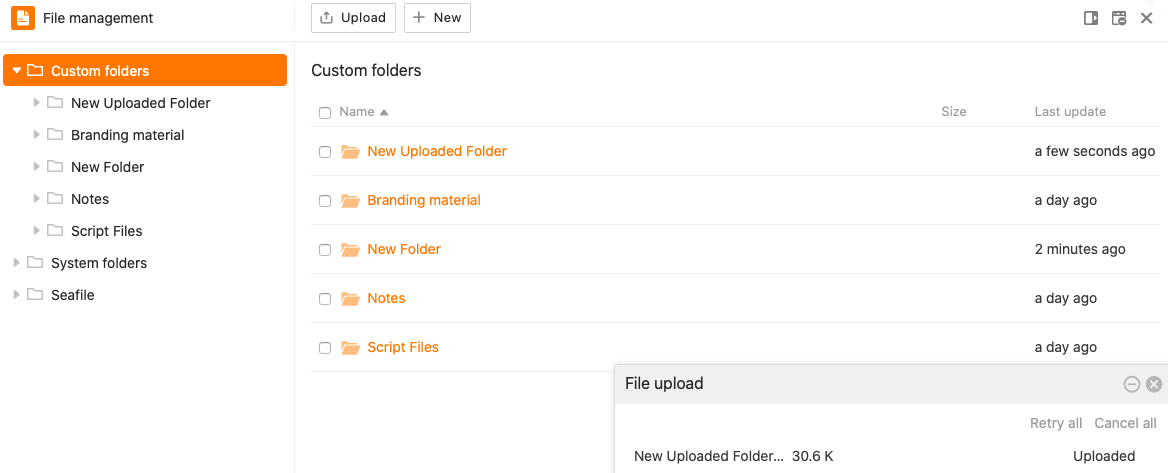 File management
Upload
New
Custom folders
New Uploaded Folder
Branding material
New Folder
Notes
Script Files
System folders
Seafile
Custom folders
Name Size Last update
New Uploaded Folder a few seconds ago
Branding material a day ago
New Folder 2 minutes ago
Notes a day ago
Script Files a day ago
File upload
Retry all Cancel all
New Uploaded Folder... 30.6 K Uploaded